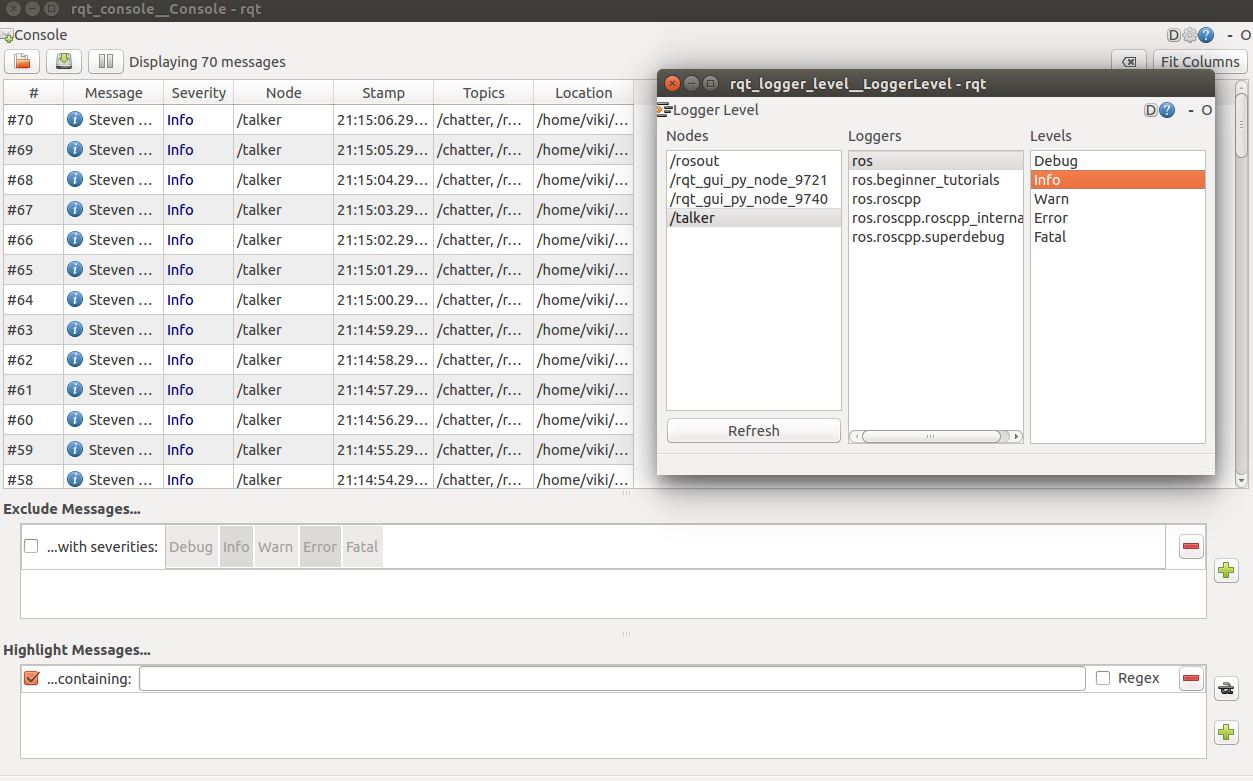 rqt_console__Console - rqt
Console
D ? - O
Displaying 70 messages
Fit Columns
# Message Severity Node Stamp Topics Location
#70 Steven ... Info /talker 21:15:06.29... /chatter, /r... /home/viki/...
#69 Steven ... Info /talker 21:15:05.29... /chatter, /r... /home/viki/...
#68 Steven ... Info /talker 21:15:04.29... /chatter, /r... /home/viki/...
#67 Steven ... Info /talker 21:15:03.29... /chatter, /r... /home/viki/...
#66 Steven ... Info /talker 21:15:02.29... /chatter, /r... /home/viki/...
#65 Steven ... Info /talker 21:15:01.29... /chatter, /r... /home/viki/...
#64 Steven ... Info /talker 21:15:00.29... /chatter, /r... /home/viki/...
#63 Steven ... Info /talker 21:14:59.29... /chatter, /r... /home/viki/...
#62 Steven ... Info /talker 21:14:58.29... /chatter, /r... /home/viki/...
#61 Steven ... Info /talker 21:14:57.29... /chatter, /r... /home/viki/...
#60 Steven ... Info /talker 21:14:56.29... /chatter, /r... /home/viki/...
#59 Steven ... Info /talker 21:14:55.29... /chatter, /r... /home/viki/...
#58 Steven ... Info /talker 21:14:54.29... /chatter, /r... /home/viki/...
rqt_logger_level__LoggerLevel - rqt
Logger Level
D ? - O
Nodes
/rosout
/rqt_gui_py_node_9721
/rqt_gui_py_node_9740
/talker
Refresh
Loggers
ros
ros.beginner_tutorials
ros.roscpp
ros.roscpp.roscpp_interna
ros.roscpp.superdebug
Levels
Debug
Info
Warn
Error
Fatal
Exclude Messages...
...with severities: Debug Info Warn Error Fatal
Highlight Messages...
...containing: Regex